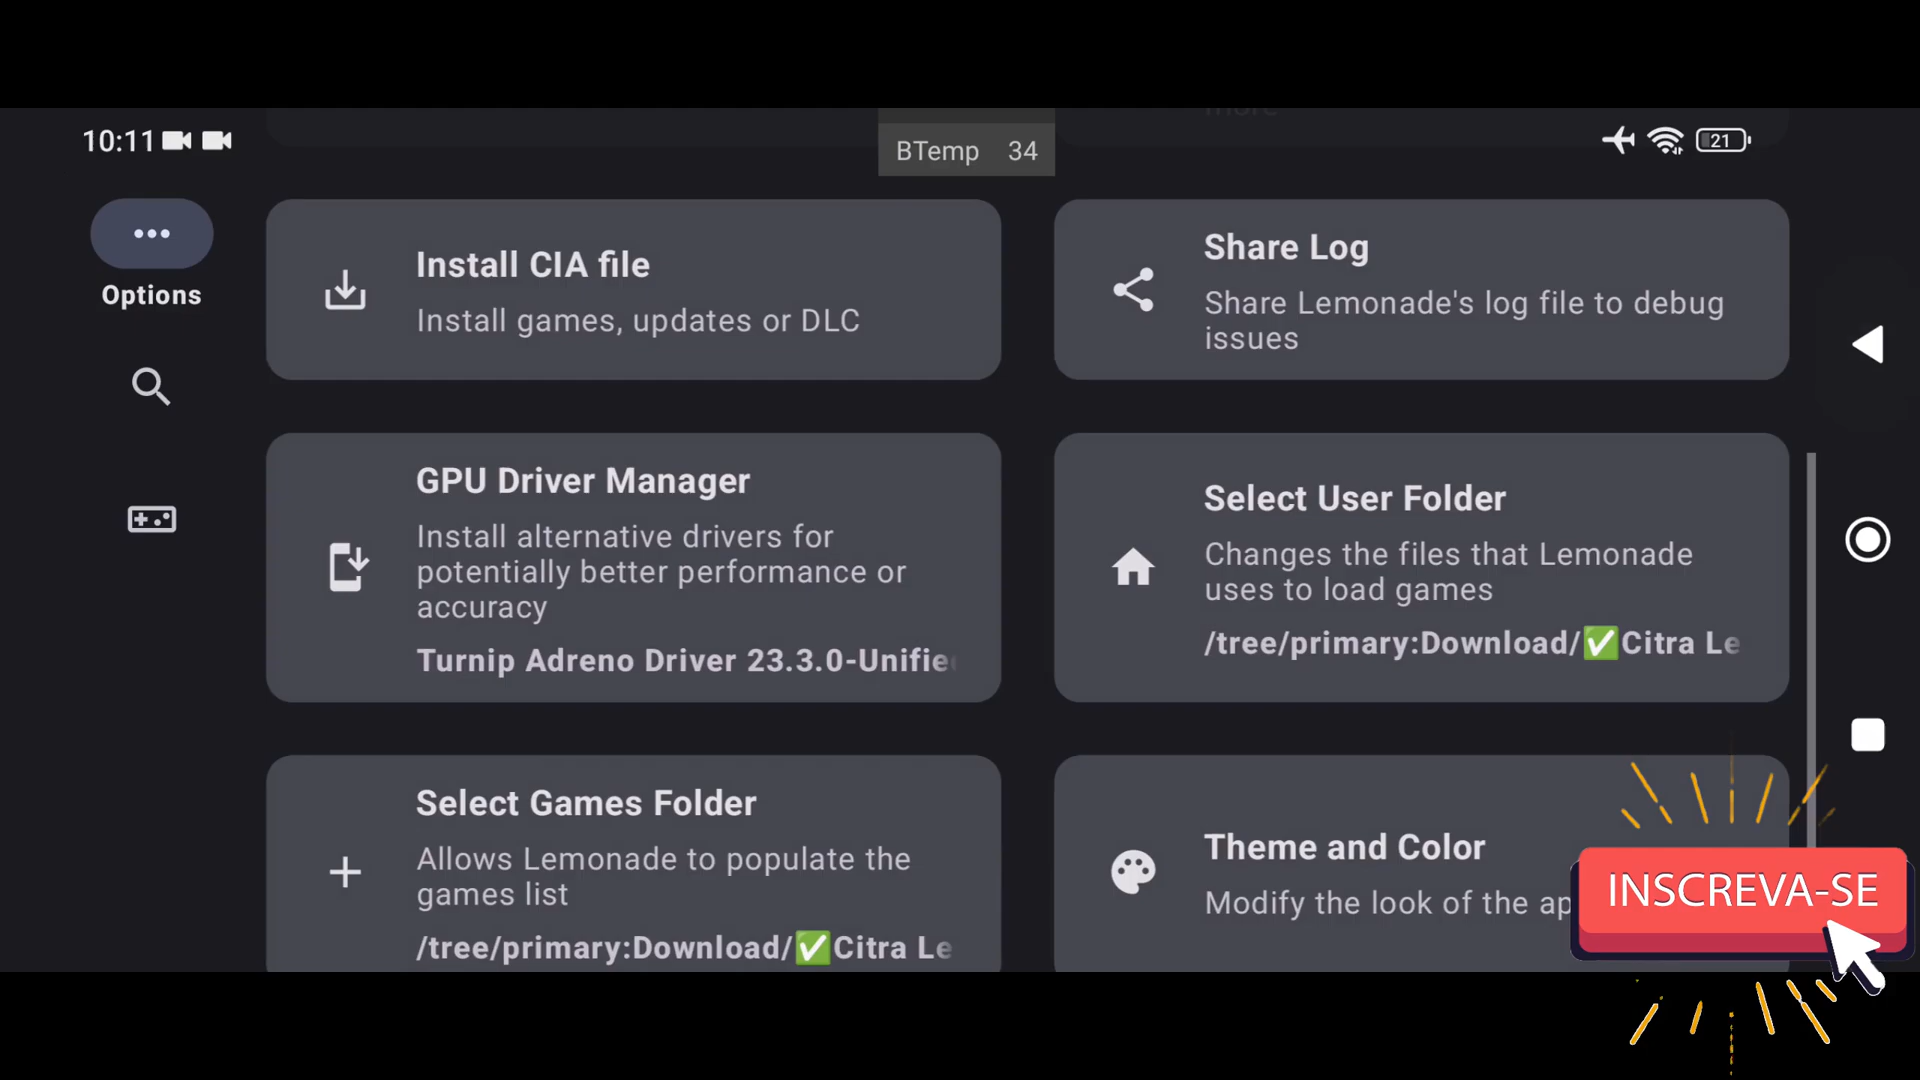 10:11
BTemp 34
21
Options
Install CIA file
Install games, updates or DLC
Share Log
Share Lemonade's log file to debug
issues
GPU Driver Manager
Install alternative drivers for
potentially better performance or
accuracy
Turnip Adreno Driver 23.3.0-Unifie
Select User Folder
Changes the files that Lemonade
uses to load games
/tree/primary:Download/✅Citra Le
Select Games Folder
Allows Lemonade to populate the
games list
/tree/primary:Download/✅Citra Le
Theme and Color
Modify the look of the ap
INSCREVA-SE